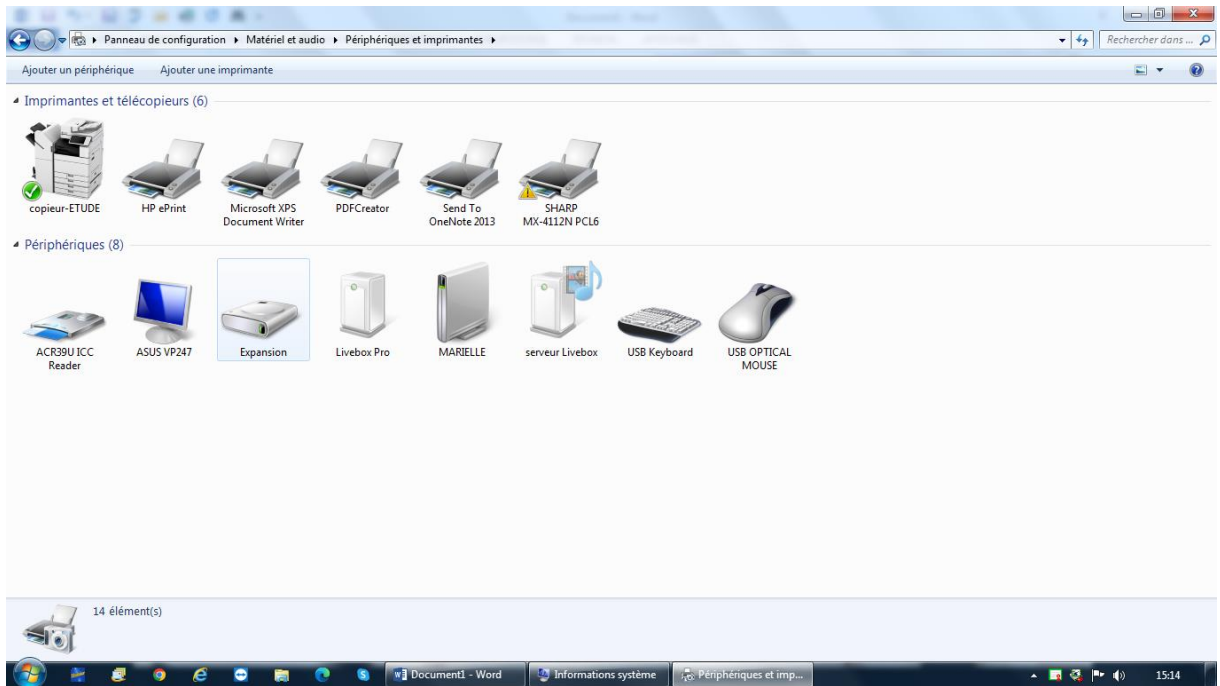 Panneau de configuration ▸ Matériel et audio ▸ Périphériques et imprimantes ▸
Rechercher dans ...
Ajouter un périphérique Ajouter une imprimante
Imprimantes et télécopieurs (6)
copieur-ETUDE
HP ePrint
Microsoft XPS
Document Writer
PDFCreator
Send To
OneNote 2013
SHARP
MX-4112N PCL6
Périphériques (8)
ACR39U ICC
Reader
ASUS VP247
Expansion
Livebox Pro
MARIELLE
serveur Livebox
USB Keyboard
USB OPTICAL
MOUSE
14 élément(s)
Document1 - Word
Informations système
Périphériques et imp...
15:14